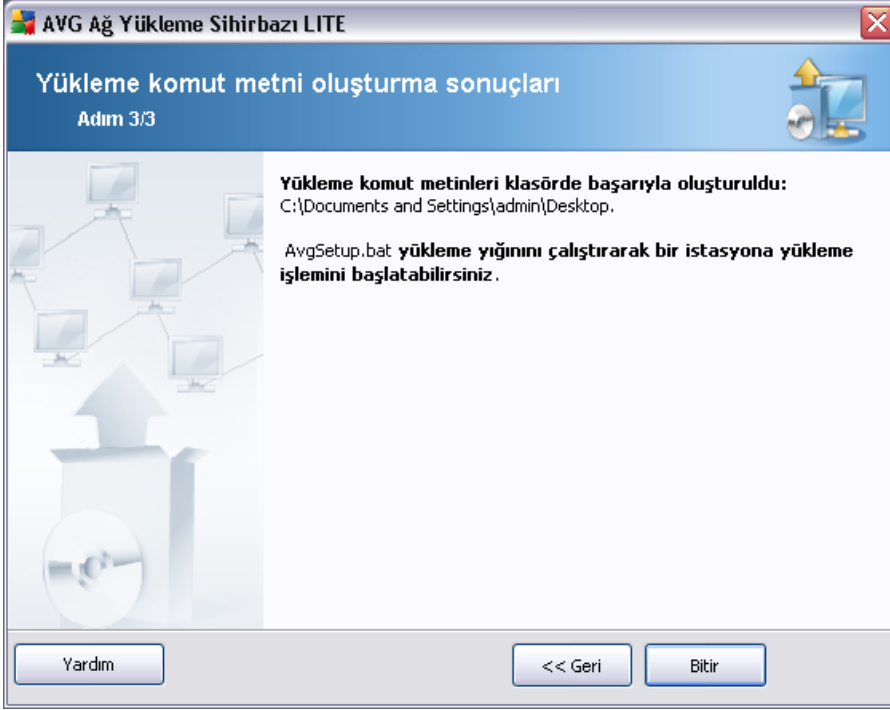 AVG Ağ Yükleme Sihirbazı LITE
Yükleme komut metni oluşturma sonuçları
Adım 3/3
Yükleme komut metinleri klasörde başarıyla oluşturuldu:
C:\Documents and Settings\admin\Desktop.
AvgSetup.bat yükleme yığınını çalıştırarak bir istasyona yükleme
işlemini başlatabilirsiniz.
Yardım
<< Geri
Bitir